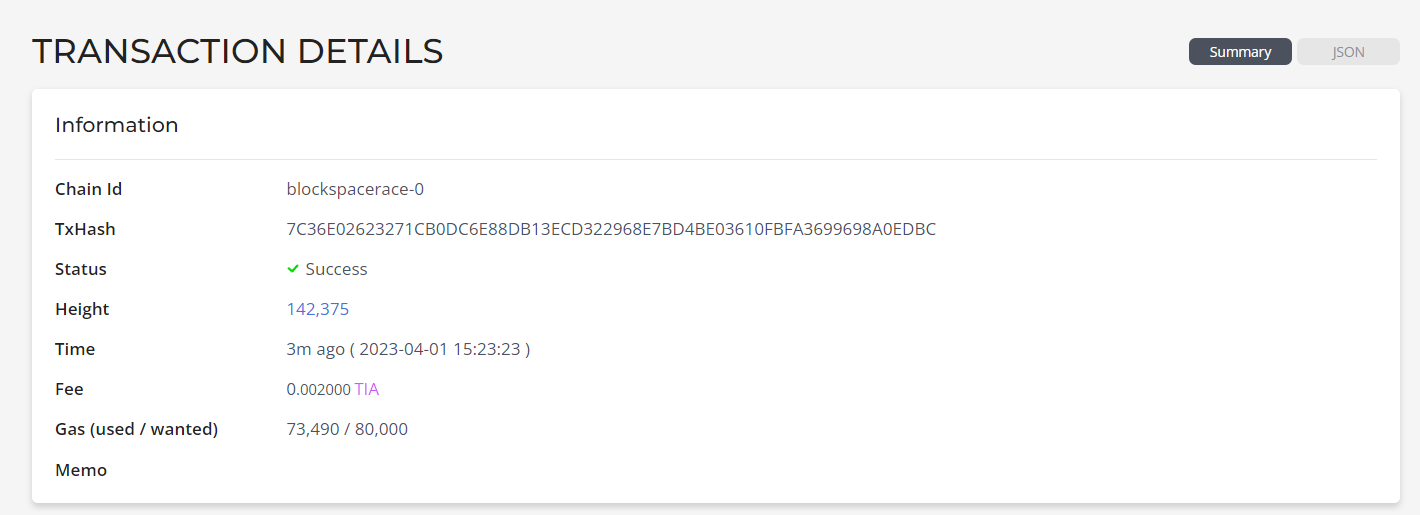 TRANSACTION DETAILS
Summary
JSON
Information
Chain Id blockspacerace-0
TxHash 7C36E02623271CB0DC6E88DB13ECD322968E7BD4BE03610FBFA3699698A0EDBC
Status Success
Height 142,375
Time 3m ago ( 2023-04-01 15:23:23 )
Fee 0.002000 TIA
Gas (used / wanted) 73,490 / 80,000
Memo